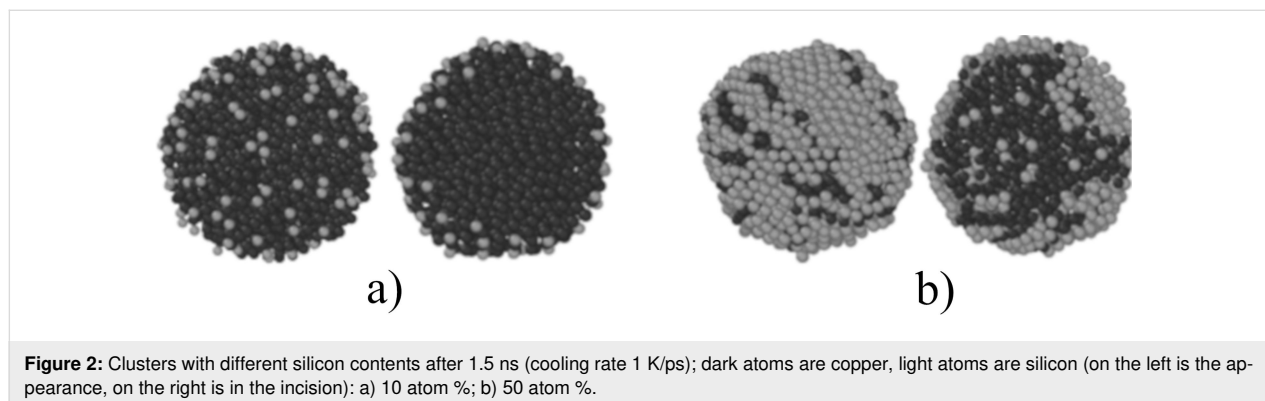 a)
b)
Figure 2: Clusters with different silicon contents after 1.5 ns (cooling rate 1 K/ps); dark atoms are copper, light atoms are silicon (on the left is the ap-
pearance, on the right is in the incision): a) 10 atom %; b) 50 atom %.